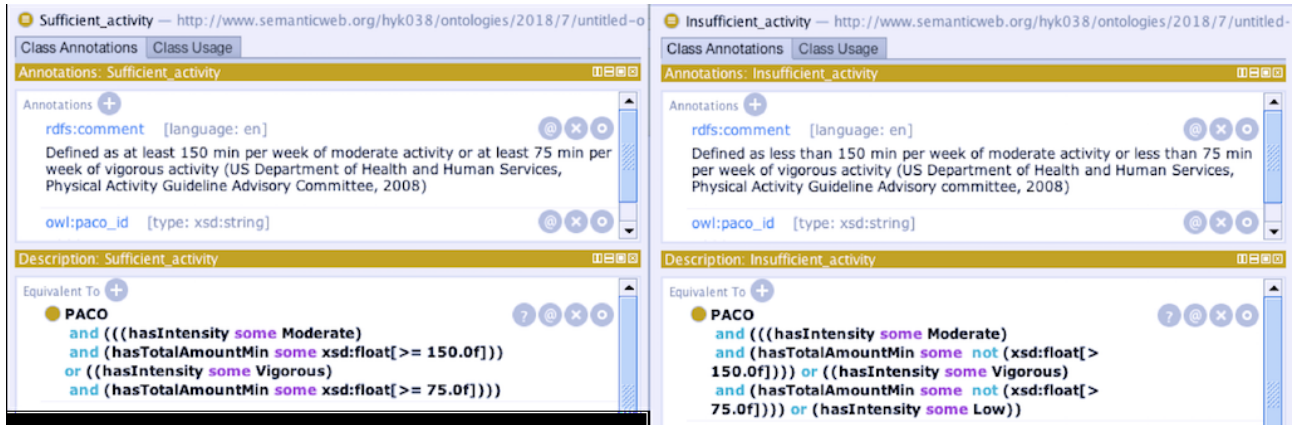 Sufficient_activity — http://www.semanticweb.org/hyk038/ontologies/2018/7/untitled-o
Class Annotations Class Usage
Annotations: Sufficient_activity
Annotations
rdfs:comment [language: en]
Defined as at least 150 min per week of moderate activity or at least 75 min per
week of vigorous activity (US Department of Health and Human Services,
Physical Activity Guideline Advisory Committee, 2008)
owl:paco_id [type: xsd:string]
Description: Sufficient_activity
Equivalent To
PACO
and (((hasIntensity some Moderate)
and (hasTotalAmountMin some xsd:float[>= 150.0f]))
or ((hasIntensity some Vigorous)
and (hasTotalAmountMin some xsd:float[>= 75.0f])))
Insufficient_activity — http://www.semanticweb.org/hyk038/ontologies/2018/7/untitled-
Class Annotations Class Usage
Annotations: Insufficient_activity
Annotations
rdfs:comment [language: en]
Defined as less than 150 min per week of moderate activity or less than 75 min
per week of vigorous activity (US Department of Health and Human Services,
Physical Activity Guideline Advisory committee, 2008)
owl:paco_id [type: xsd:string]
Description: Insufficient_activity
Equivalent To
PACO
and (((hasIntensity some Moderate)
and (hasTotalAmountMin some not (xsd:float[>
150.0f]))) or ((hasIntensity some Vigorous)
and (hasTotalAmountMin some not (xsd:float[>
75.0f]))) or (hasIntensity some Low))